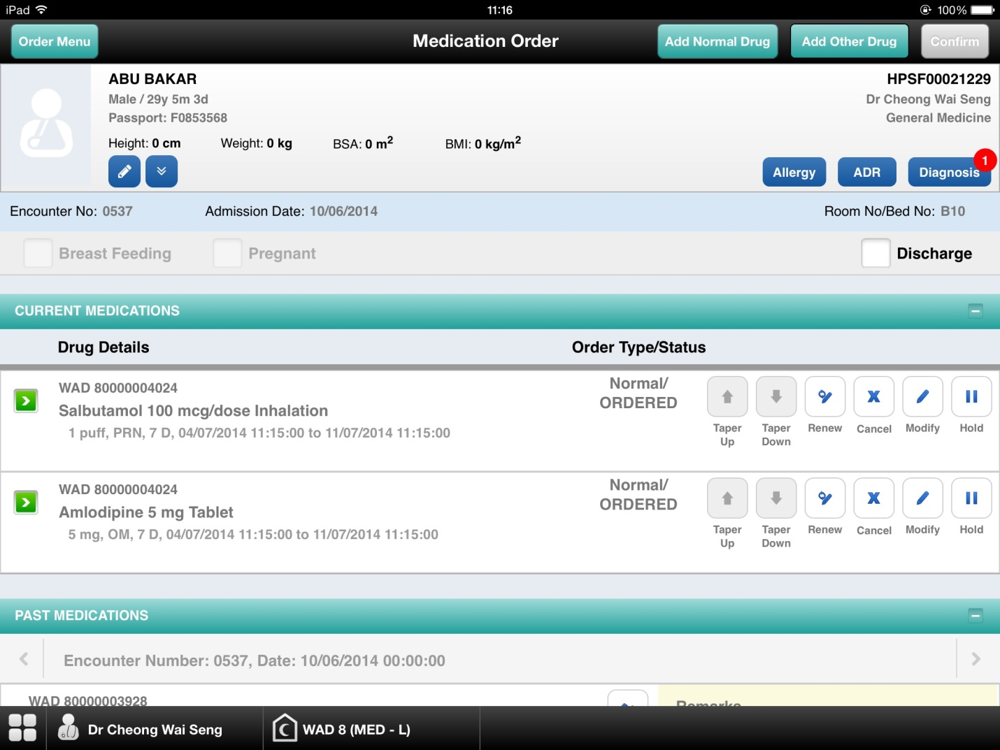 iPad 11:16 100%
Order Menu Medication Order Add Normal Drug Add Other Drug Confirm
ABU BAKAR HPSF00021229
Male / 29y 5m 3d Dr Cheong Wai Seng
Passport: F0853568 General Medicine
Height: 0 cm Weight: 0 kg BSA: 0 m² BMI: 0 kg/m²
Allergy ADR Diagnosis 1
Encounter No: 0537 Admission Date: 10/06/2014 Room No/Bed No: B10
Breast Feeding Pregnant Discharge
CURRENT MEDICATIONS
Drug Details Order Type/Status
WAD 80000004024
Salbutamol 100 mcg/dose Inhalation
1 puff, PRN, 7 D, 04/07/2014 11:15:00 to 11/07/2014 11:15:00
Normal/
ORDERED
Taper Up Taper Down Renew Cancel Modify Hold
WAD 80000004024
Amlodipine 5 mg Tablet
5 mg, OM, 7 D, 04/07/2014 11:15:00 to 11/07/2014 11:15:00
Normal/
ORDERED
Taper Up Taper Down Renew Cancel Modify Hold
PAST MEDICATIONS
Encounter Number: 0537, Date: 10/06/2014 00:00:00
WAD 80000003928 Remarks
Dr Cheong Wai Seng WAD 8 (MED - L)